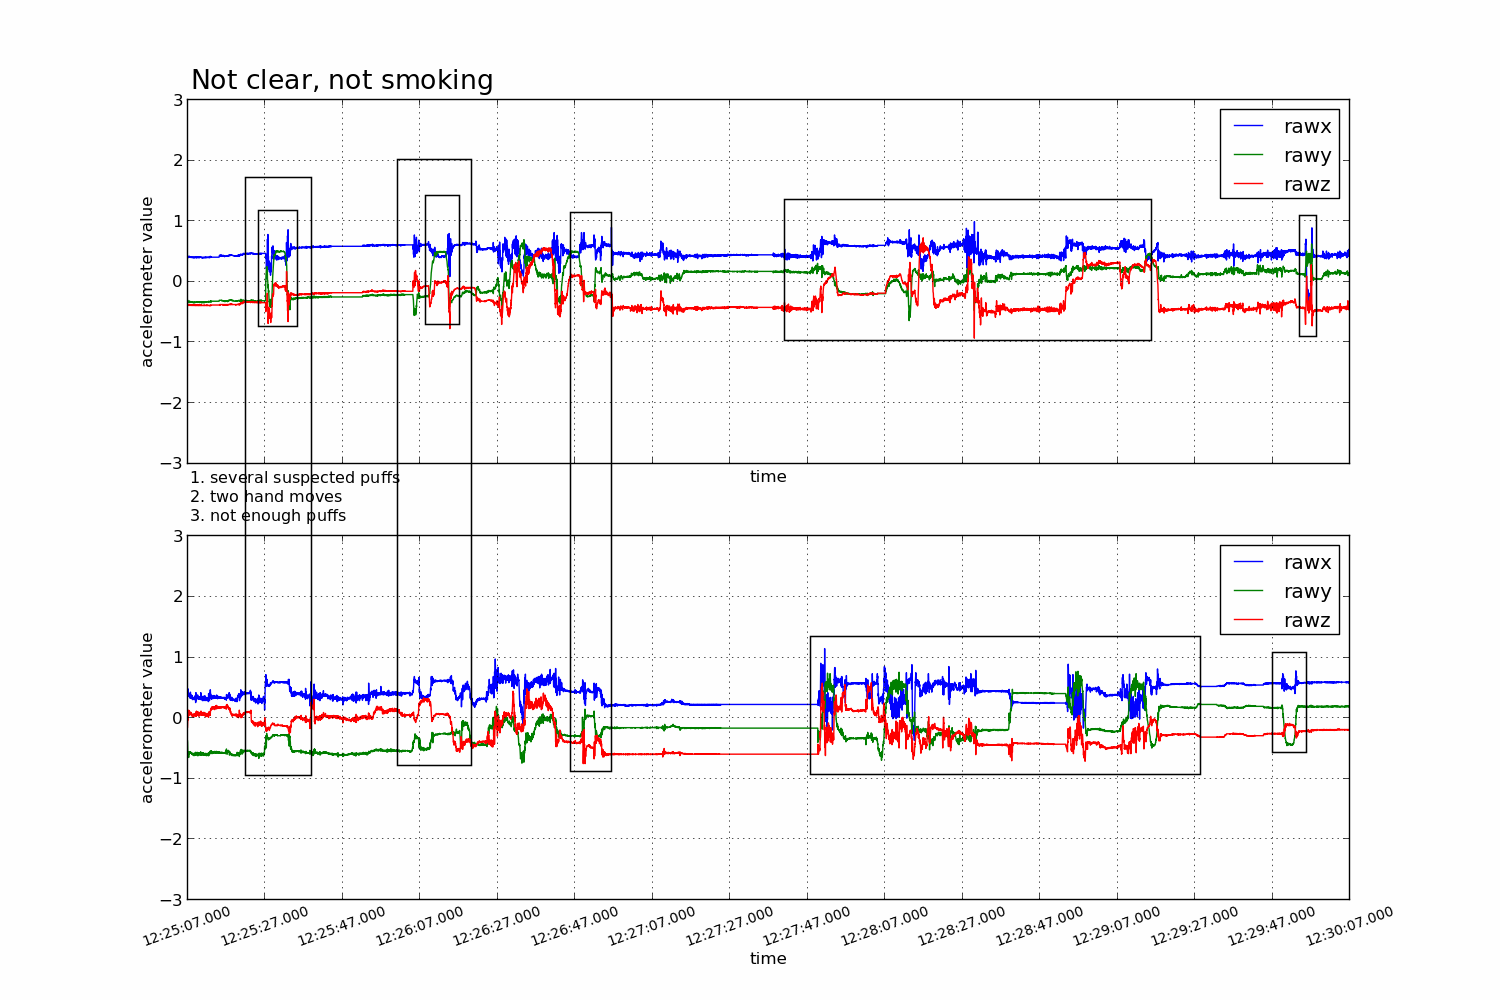 Not clear, not smoking
3
2
1
0
−1
−2
−3
accelerometer value
rawx
rawy
rawz
time
1. several suspected puffs
2. two hand moves
3. not enough puffs
3
2
1
0
−1
−2
−3
accelerometer value
rawx
rawy
rawz
12:25:07.000
12:25:27.000
12:25:47.000
12:26:07.000
12:26:27.000
12:26:47.000
12:27:07.000
12:27:27.000
12:27:47.000
12:28:07.000
12:28:27.000
12:28:47.000
12:29:07.000
12:29:27.000
12:29:47.000
12:30:07.000
time